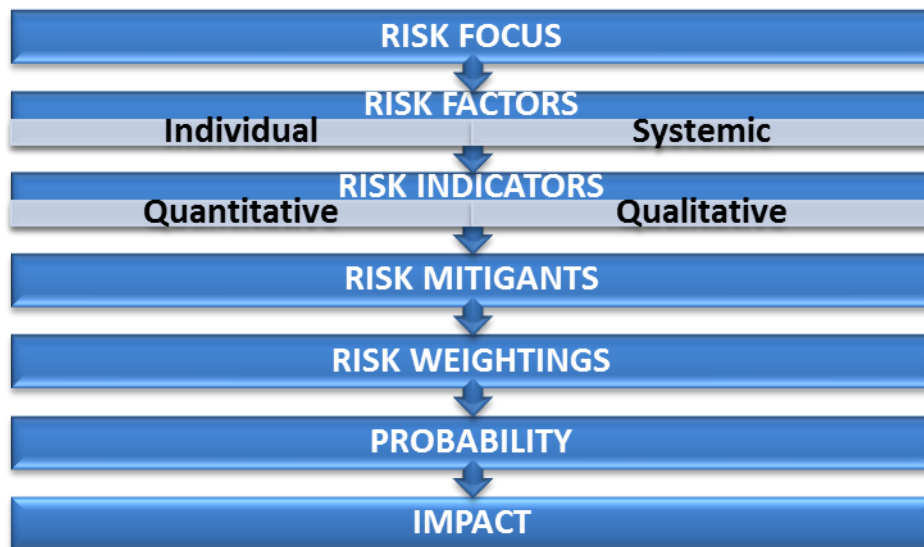 RISK FOCUS
RISK FACTORS
Individual Systemic
RISK INDICATORS
Quantitative Qualitative
RISK MITIGANTS
RISK WEIGHTINGS
PROBABILITY
IMPACT